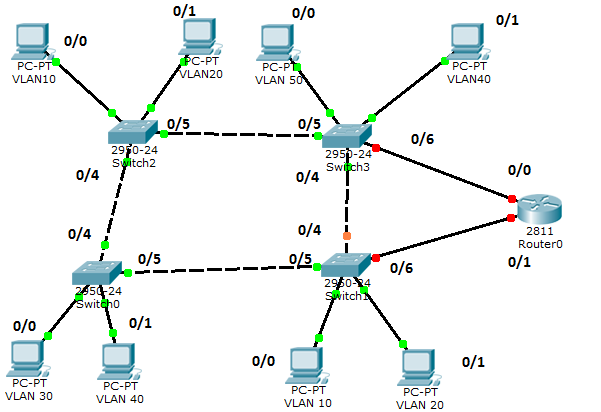 0/0
PC-PT
VLAN10
0/1
PC-PT
VLAN20
0/0
PC-PT
VLAN 50
0/1
PC-PT
VLAN40
0/5
2950-24
Switch2
0/4
0/5
2950-24
Switch3
0/4
0/6
0/0
2811
Router0
0/1
0/4
2950-24
Switch0
0/5
0/4
0/5
2950-24
Switch1
0/6
0/0
PC-PT
VLAN 30
0/1
PC-PT
VLAN 40
0/0
PC-PT
VLAN 10
0/1
PC-PT
VLAN 20